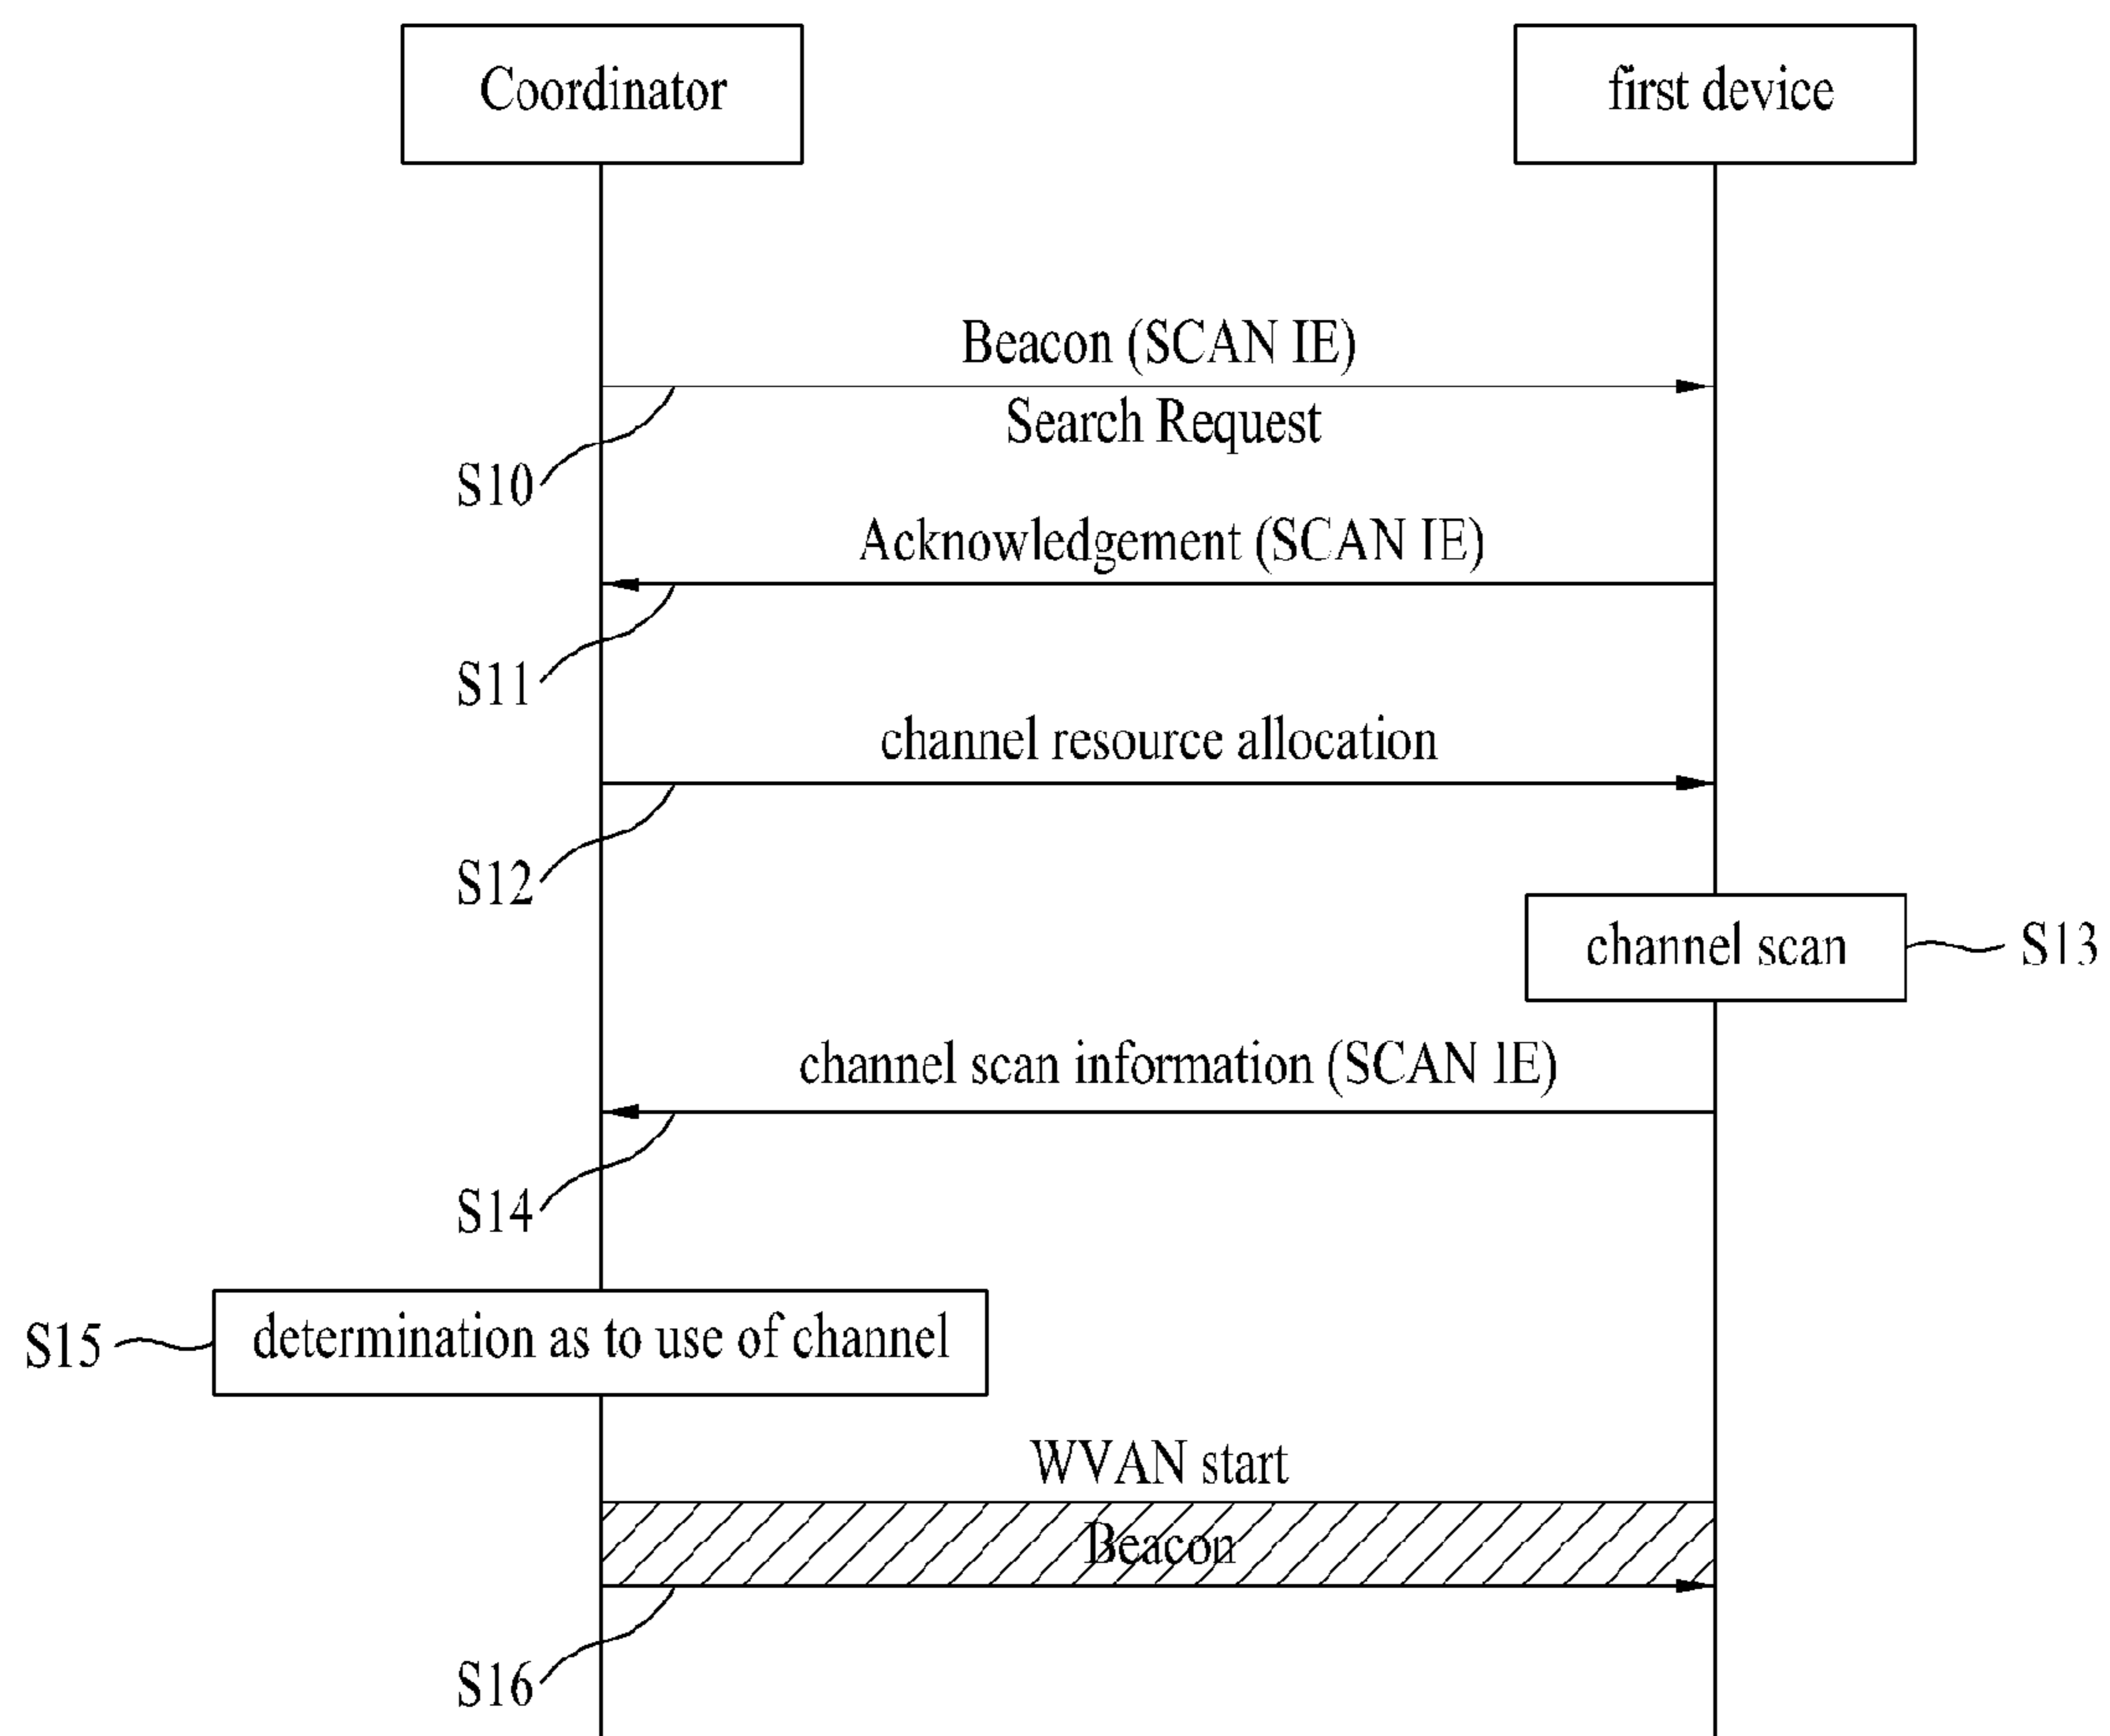 Coordinator
first device
Beacon (SCAN IE)
Search Request
S10
Acknowledgement (SCAN IE)
S11
channel resource allocation
S12
channel scan
S13
channel scan information (SCAN IE)
S14
determination as to use of channel
S15
WVAN start
Beacon
S16